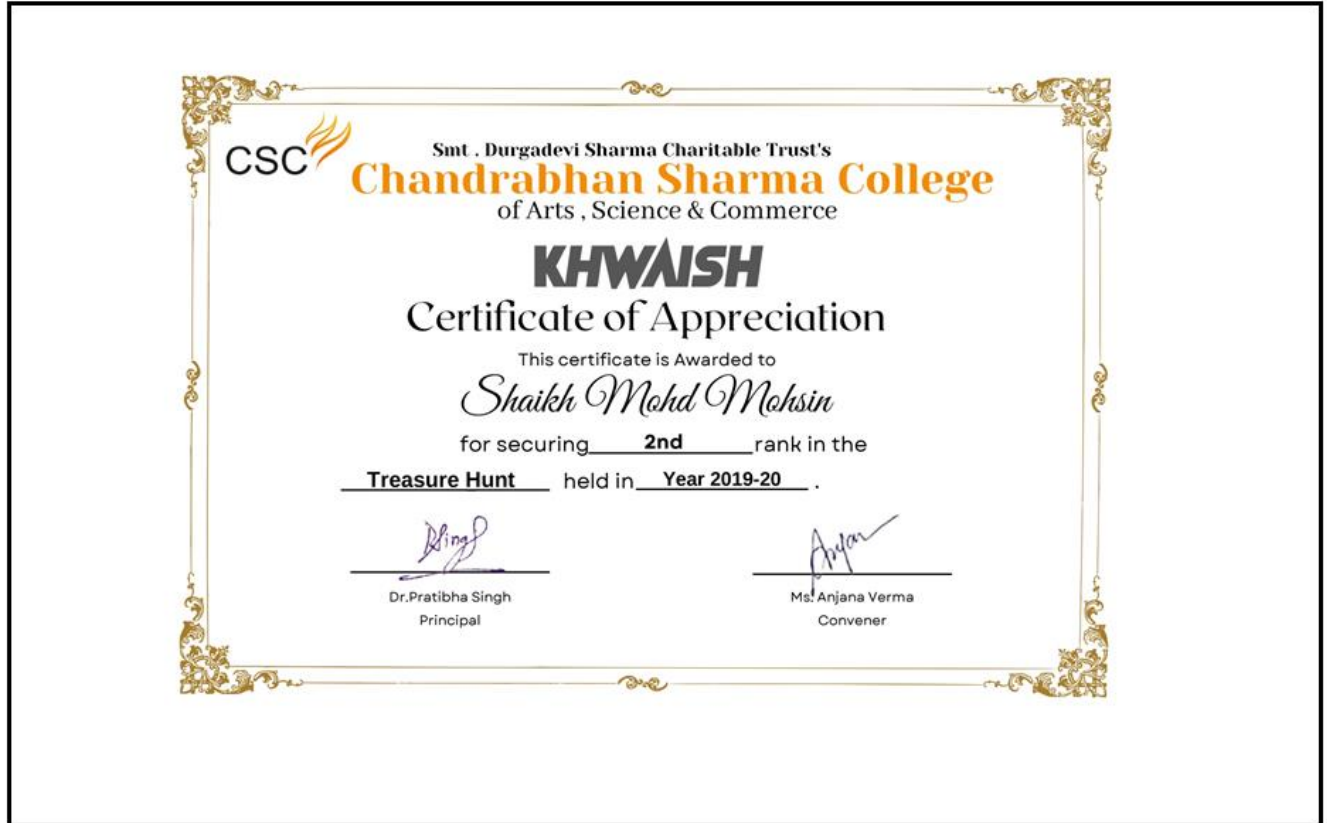 CSC
Smt . Durgadevi Sharma Charitable Trust's
Chandrabhan Sharma College
of Arts , Science & Commerce
KHWAISH
Certificate of Appreciation
This certificate is Awarded to
Shaikh Mohd Mohsin
for securing 2nd rank in the
Treasure Hunt held in Year 2019-20 .
Dr.Pratibha Singh
Principal
Ms. Anjana Verma
Convener